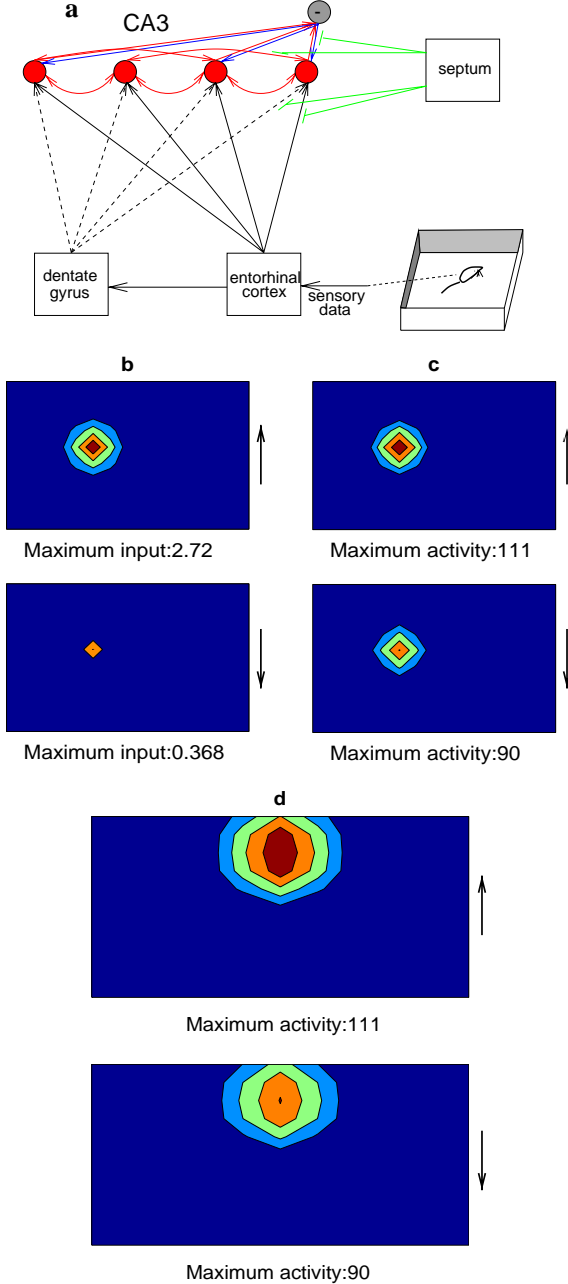 a
CA3
-
septum
dentate
gyrus
entorhinal
cortex
sensory
data
b
c
Maximum input:2.72
Maximum activity:111
Maximum input:0.368
Maximum activity:90
d
Maximum activity:111
Maximum activity:90